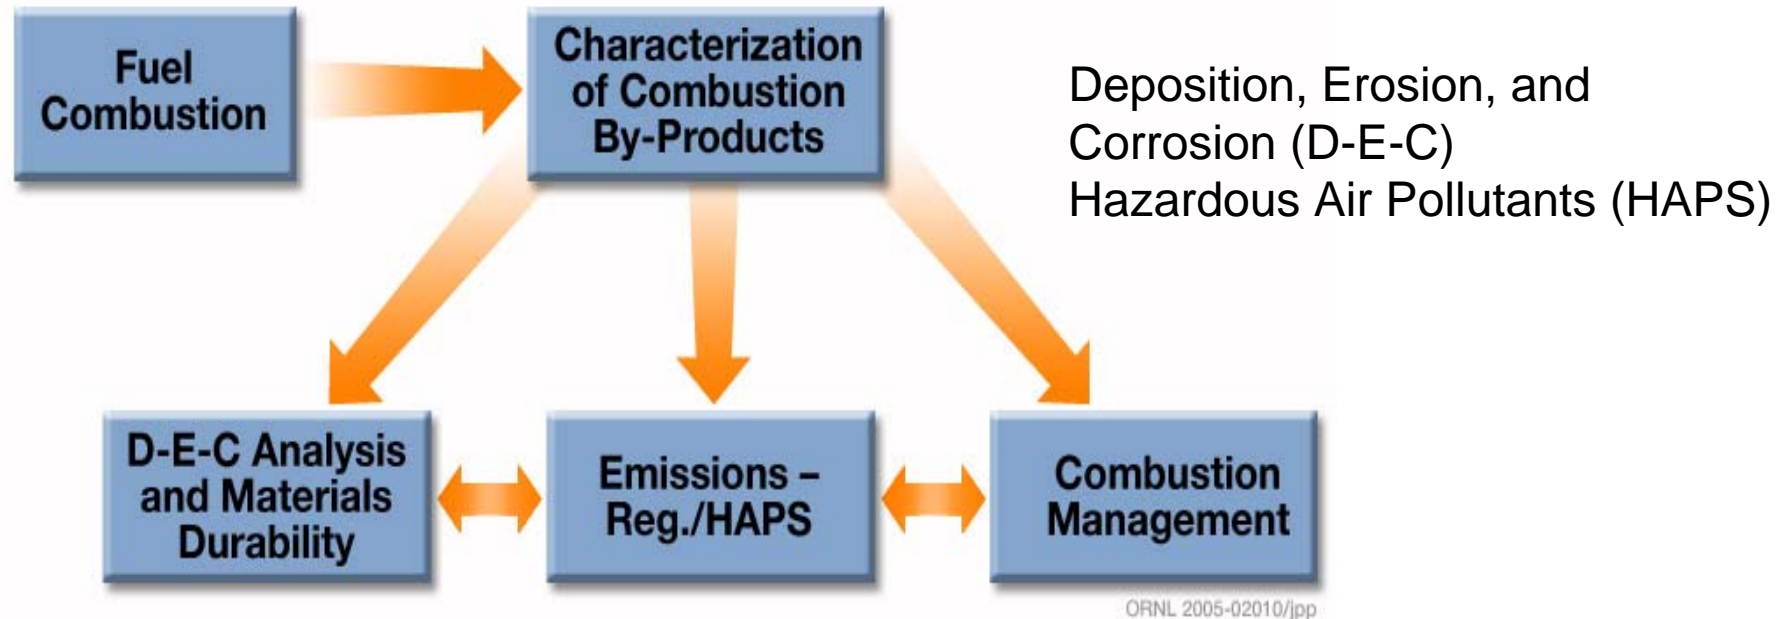 Fuel
Combustion
Characterization
of Combustion
By-Products
Deposition, Erosion, and
Corrosion (D-E-C)
Hazardous Air Pollutants (HAPS)
D-E-C Analysis
and Materials
Durability
Emissions –
Reg./HAPS
Combustion
Management
ORNL 2005-02010/jpp